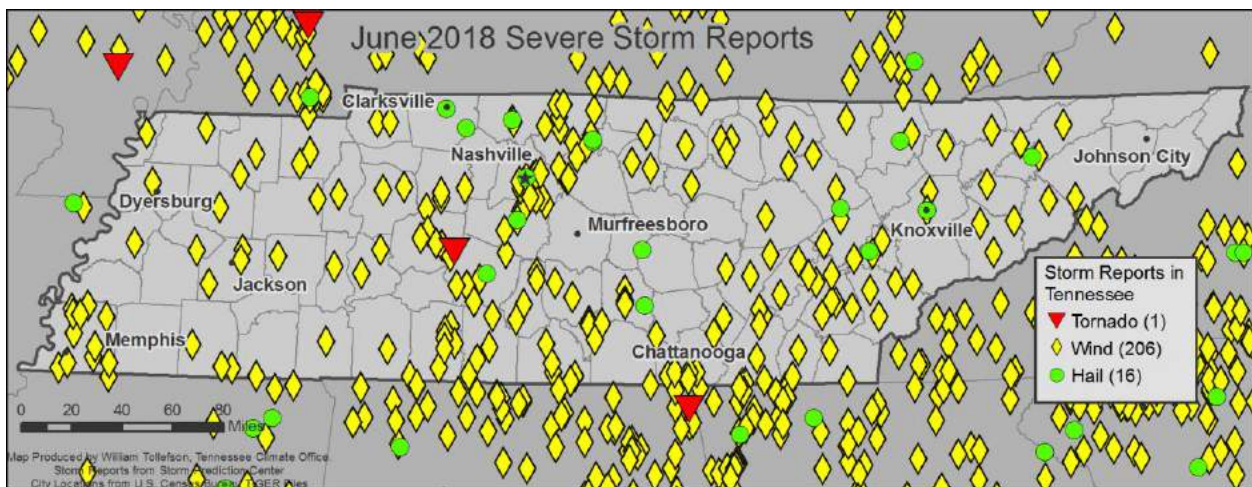 June 2018 Severe Storm Reports
Clarksville
Nashville
Johnson City
Dyersburg
Murfreesboro
Knoxville
Jackson
Storm Reports in
Tennessee
Tornado (1)
Wind (206)
Hail (16)
Memphis
Chattanooga
0 20 40 60 80
Miles
Map Produced by William Tollefson, Tennessee Climate Office.
Storm Reports from Storm Prediction Center
City Locations from U.S. Census Bureau, TIGER Files